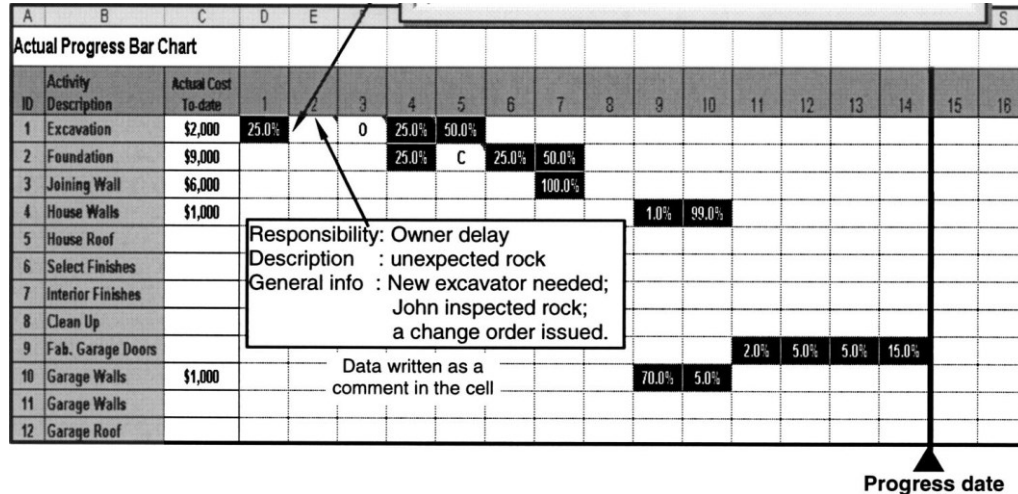 A B C D E F G H I J K L M N O P Q R S
Actual Progress Bar Chart
Activity Actual Cost
ID Description To-date 1 2 3 4 5 6 7 8 9 10 11 12 13 14 15 16
1 Excavation $2,000 25.0% O 25.0% 50.0%
2 Foundation $9,000 25.0% C 25.0% 50.0%
3 Joining Wall $6,000 100.0%
4 House Walls $1,000 1.0% 99.0%
5 House Roof
6 Select Finishes
7 Interior Finishes
8 Clean Up
9 Fab. Garage Doors 2.0% 5.0% 5.0% 15.0%
10 Garage Walls $1,000 70.0% 5.0%
11 Garage Walls
12 Garage Roof
Responsibility: Owner delay
Description : unexpected rock
General info : New excavator needed;
John inspected rock;
a change order issued.
Data written as a
comment in the cell
Progress date